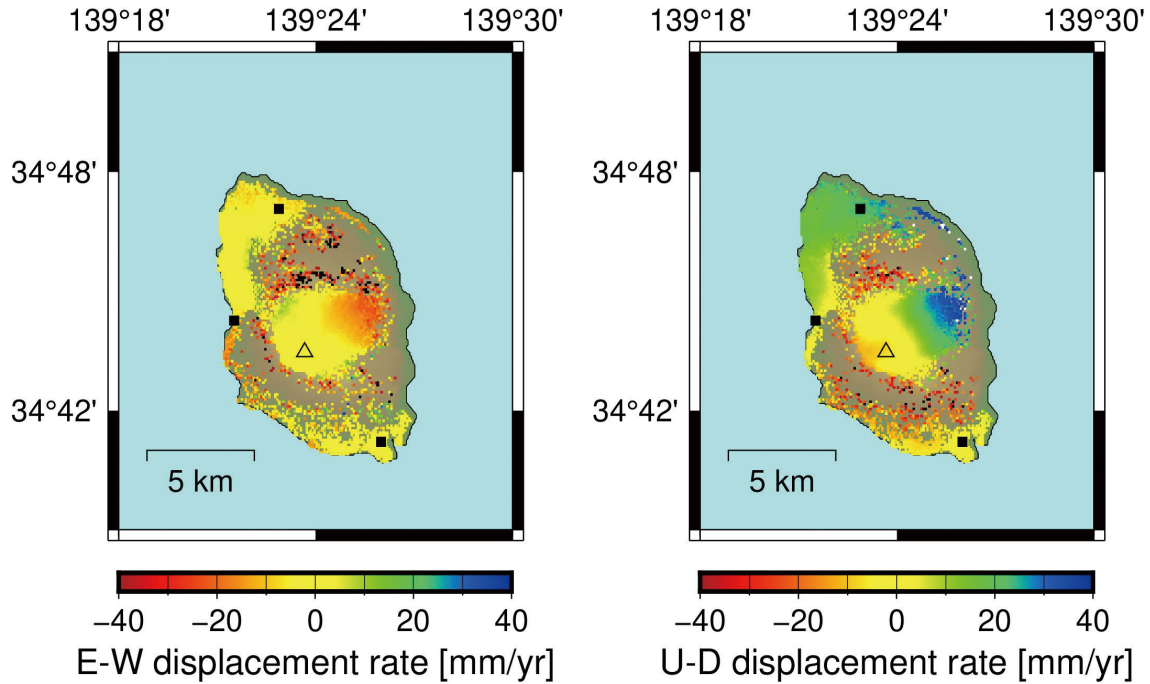 139°18' 139°24' 139°30' 139°18' 139°24' 139°30'
34°48' 34°48'
34°42' 34°42'
5 km 5 km
−40 −20 0 20 40 −40 −20 0 20 40
E-W displacement rate [mm/yr] U-D displacement rate [mm/yr]